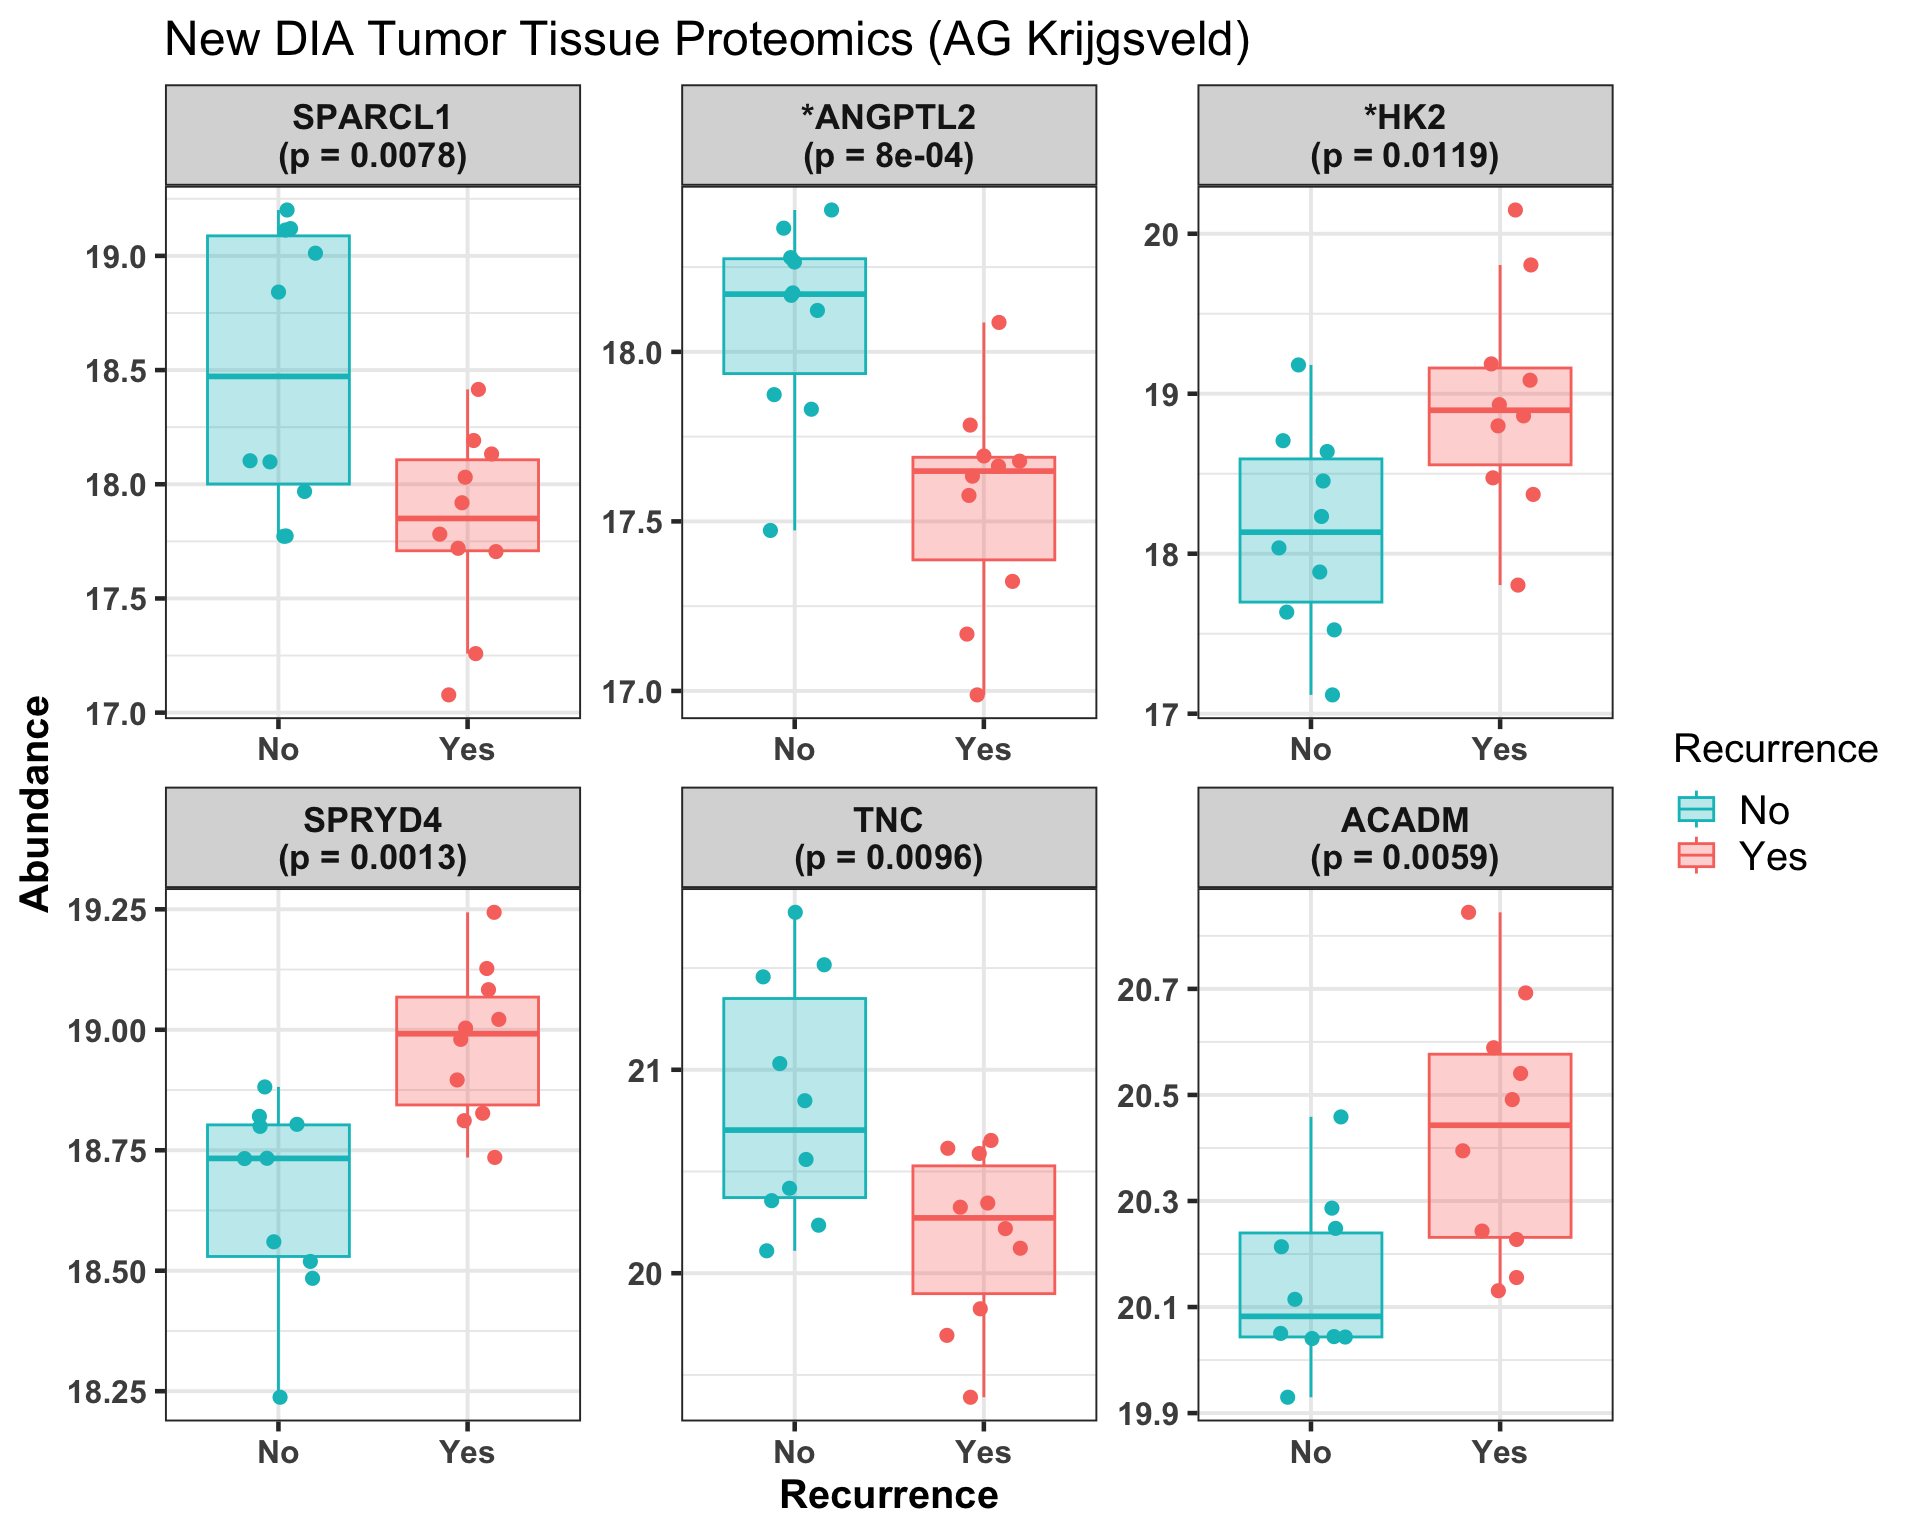 New DIA Tumor Tissue Proteomics (AG Krijgsveld)
SPARCL1
(p = 0.0078)
19.0
18.5
18.0
17.5
17.0
No
Yes
*ANGPTL2
(p = 8e-04)
18.0
17.5
17.0
No
Yes
*HK2
(p = 0.0119)
20
19
18
17
No
Yes
Abundance
SPRYD4
(p = 0.0013)
19.25
19.00
18.75
18.50
18.25
No
Yes
TNC
(p = 0.0096)
21
20
No
Yes
ACADM
(p = 0.0059)
20.7
20.5
20.3
20.1
19.9
No
Yes
Recurrence
Recurrence
No
Yes